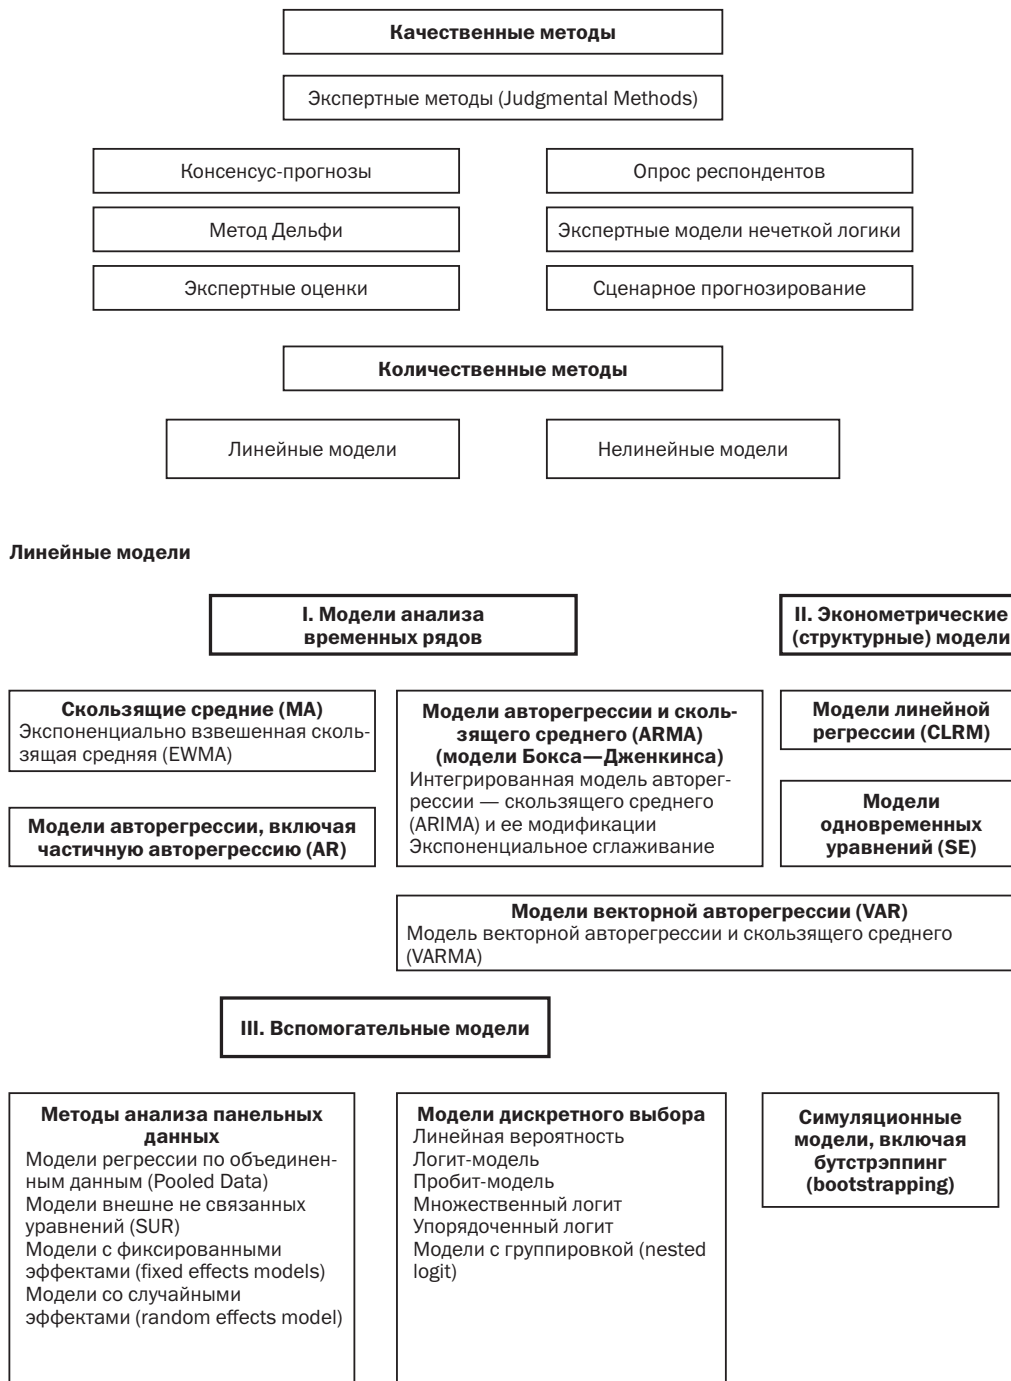 Качественные методы
Экспертные методы (Judgmental Methods)
Консенсус-прогнозы
Опрос респондентов
Метод Дельфи
Экспертные модели нечеткой логики
Экспертные оценки
Сценарное прогнозирование
Количественные методы
Линейные модели
Нелинейные модели
Линейные модели
I. Модели анализа
временных рядов
II. Эконометрические
(структурные) модели
Скользящие средние (MA)
Экспоненциально взвешенная сколь-
зящая средняя (EWMA)
Модели авторегрессии, включая
частичную авторегрессию (AR)
Модели авторегрессии и сколь-
зящего среднего (ARMA)
(модели Бокса—Дженкинса)
Интегрированная модель авторег-
рессии — скользящего среднего
(ARIMA) и ее модификации
Экспоненциальное сглаживание
Модели линейной
регрессии (CLRM)
Модели
одновременных
уравнений (SE)
Модели векторной авторегрессии (VAR)
Модель векторной авторегрессии и скользящего среднего
(VARMA)
III. Вспомогательные модели
Методы анализа панельных
данных
Модели регрессии по объединен-
ным данным (Pooled Data)
Модели внешне не связанных
уравнений (SUR)
Модели с фиксированными
эффектами (fixed effects models)
Модели со случайными
эффектами (random effects model)
Модели дискретного выбора
Линейная вероятность
Логит-модель
Пробит-модель
Множественный логит
Упорядоченный логит
Модели с группировкой (nested
logit)
Симуляционные
модели, включая
бутстрэппинг
(bootstrapping)